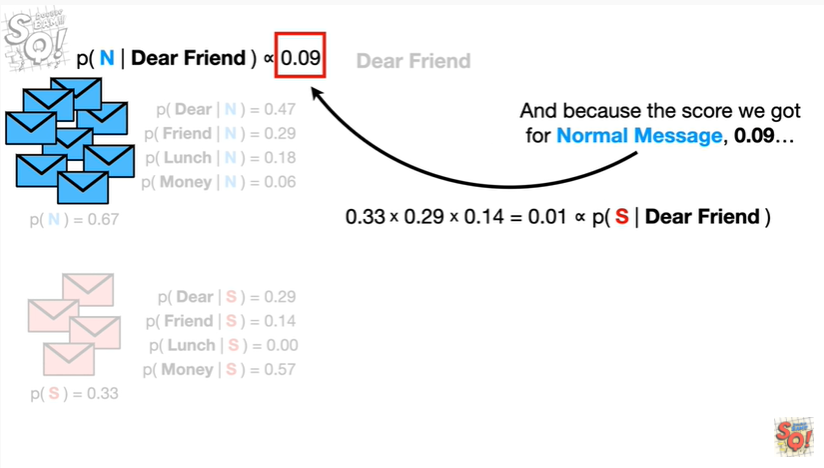 p( N | Dear Friend ) ∝ 0.09
Dear Friend
p( Dear | N ) = 0.47
p( Friend | N ) = 0.29
p( Lunch | N ) = 0.18
p( Money | N ) = 0.06
p( N ) = 0.67
And because the score we got
for Normal Message, 0.09...
0.33 × 0.29 × 0.14 = 0.01 ∝ p( S | Dear Friend )
p( Dear | S ) = 0.29
p( Friend | S ) = 0.14
p( Lunch | S ) = 0.00
p( Money | S ) = 0.57
p( S ) = 0.33
SQ!